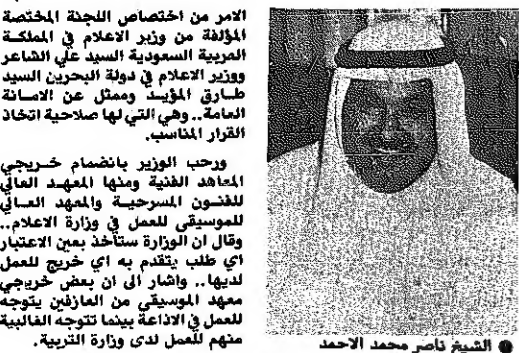 الامر من اختصاص اللجنة المختصة
المؤلفة من وزير الاعلام في المملكة
العربية السعودية السيد علي الشاعر
ووزير الاعلام في دولة البحرين السيد
طارق المؤيد وممثل عن الامانة
العامة.. وهي التي لها صلاحية اتخاذ
القرار المناسب.
ورحب الوزير بانضمام خريجي
المعاهد الفنية ومنها المعهد العالي
للفنون المسرحية والمعهد العالي
للموسيقى للعمل في وزارة الاعلام..
وقال ان الوزارة ستأخذ بعين الاعتبار
اي طلب يتقدم به اي خريج للعمل
لديها.. واشار الى ان بعض خريجي
معهد الموسيقى من العازفين يتوجه
للعمل في الاذاعة بينما تتوجه الغالبية
منهم للعمل لدى وزارة التربية.
الشيخ ناصر محمد الاحمد